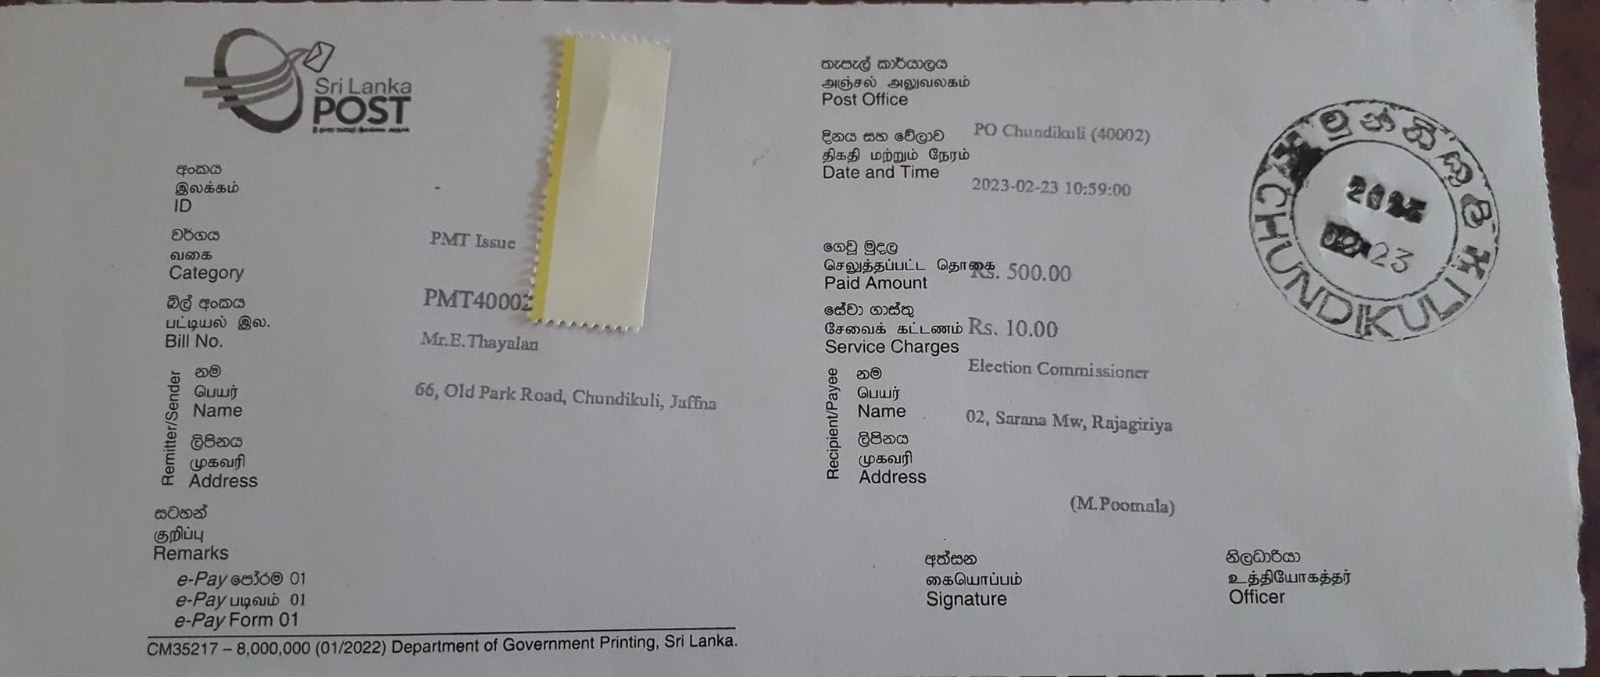 Sri Lanka
POST
අංකය
இலக்கம்
ID
-
වර්ගය
வகை
Category
PMT Issue
බිල් අංකය
பட்டியல் இல.
Bill No.
PMT40002
Remitter/Sender
නම
பெயர்
Name
Mr.E.Thayalan
ලිපිනය
முகவரி
Address
66, Old Park Road, Chundikuli, Jaffna
සටහන්
குறிப்பு
Remarks
e-Pay පෝරම 01
e-Pay படிவம் 01
e-Pay Form 01
CM35217 – 8,000,000 (01/2022) Department of Government Printing, Sri Lanka.
තැපැල් කාර්යාලය
அஞ்சல் அலுவலகம்
Post Office
PO Chundikuli (40002)
දිනය සහ වේලාව
திகதி மற்றும் நேரம்
Date and Time
2023-02-23 10:59:00
ගෙවූ මුදල
செலுத்தப்பட்ட தொகை
Paid Amount
Rs. 500.00
සේවා ගාස්තු
சேவைக் கட்டணம்
Service Charges
Rs. 10.00
Recipient/Payee
නම
பெயர்
Name
Election Commissioner
ලිපිනය
முகவரி
Address
02, Sarana Mw, Rajagiriya
(M.Poomala)
අත්සන
கையொப்பம்
Signature
නිලධාරියා
உத்தியோகத்தர்
Officer
CHUNDIKULI
23